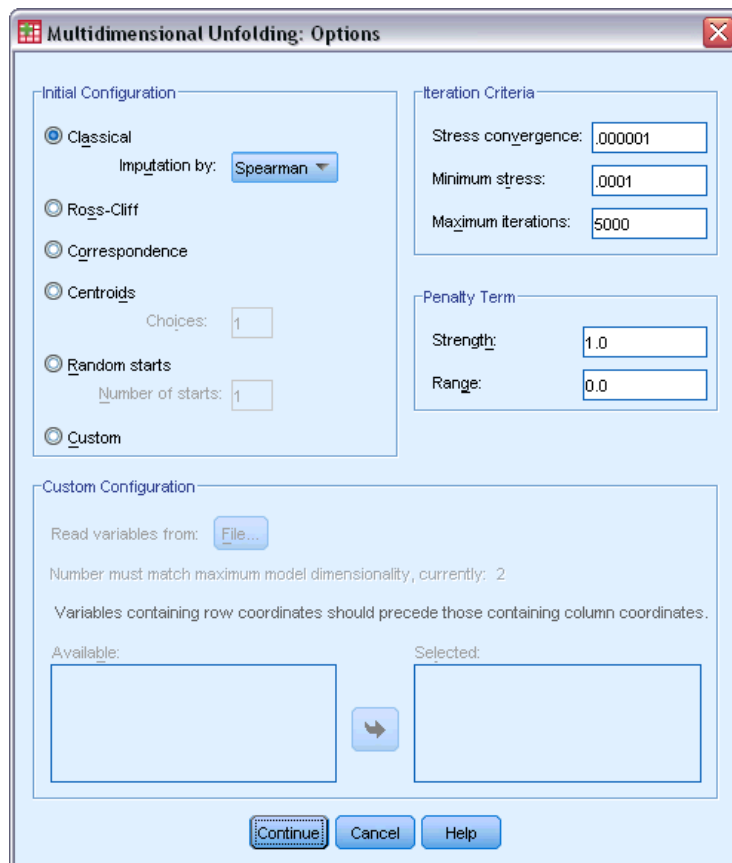 Multidimensional Unfolding: Options
Initial Configuration
Classical
Imputation by: Spearman
Ross-Cliff
Correspondence
Centroids
Choices: 1
Random starts
Number of starts: 1
Custom
Iteration Criteria
Stress convergence: .000001
Minimum stress: .0001
Maximum iterations: 5000
Penalty Term
Strength: 1.0
Range: 0.0
Custom Configuration
Read variables from: File...
Number must match maximum model dimensionality, currently: 2
Variables containing row coordinates should precede those containing column coordinates.
Available: Selected:
Continue Cancel Help